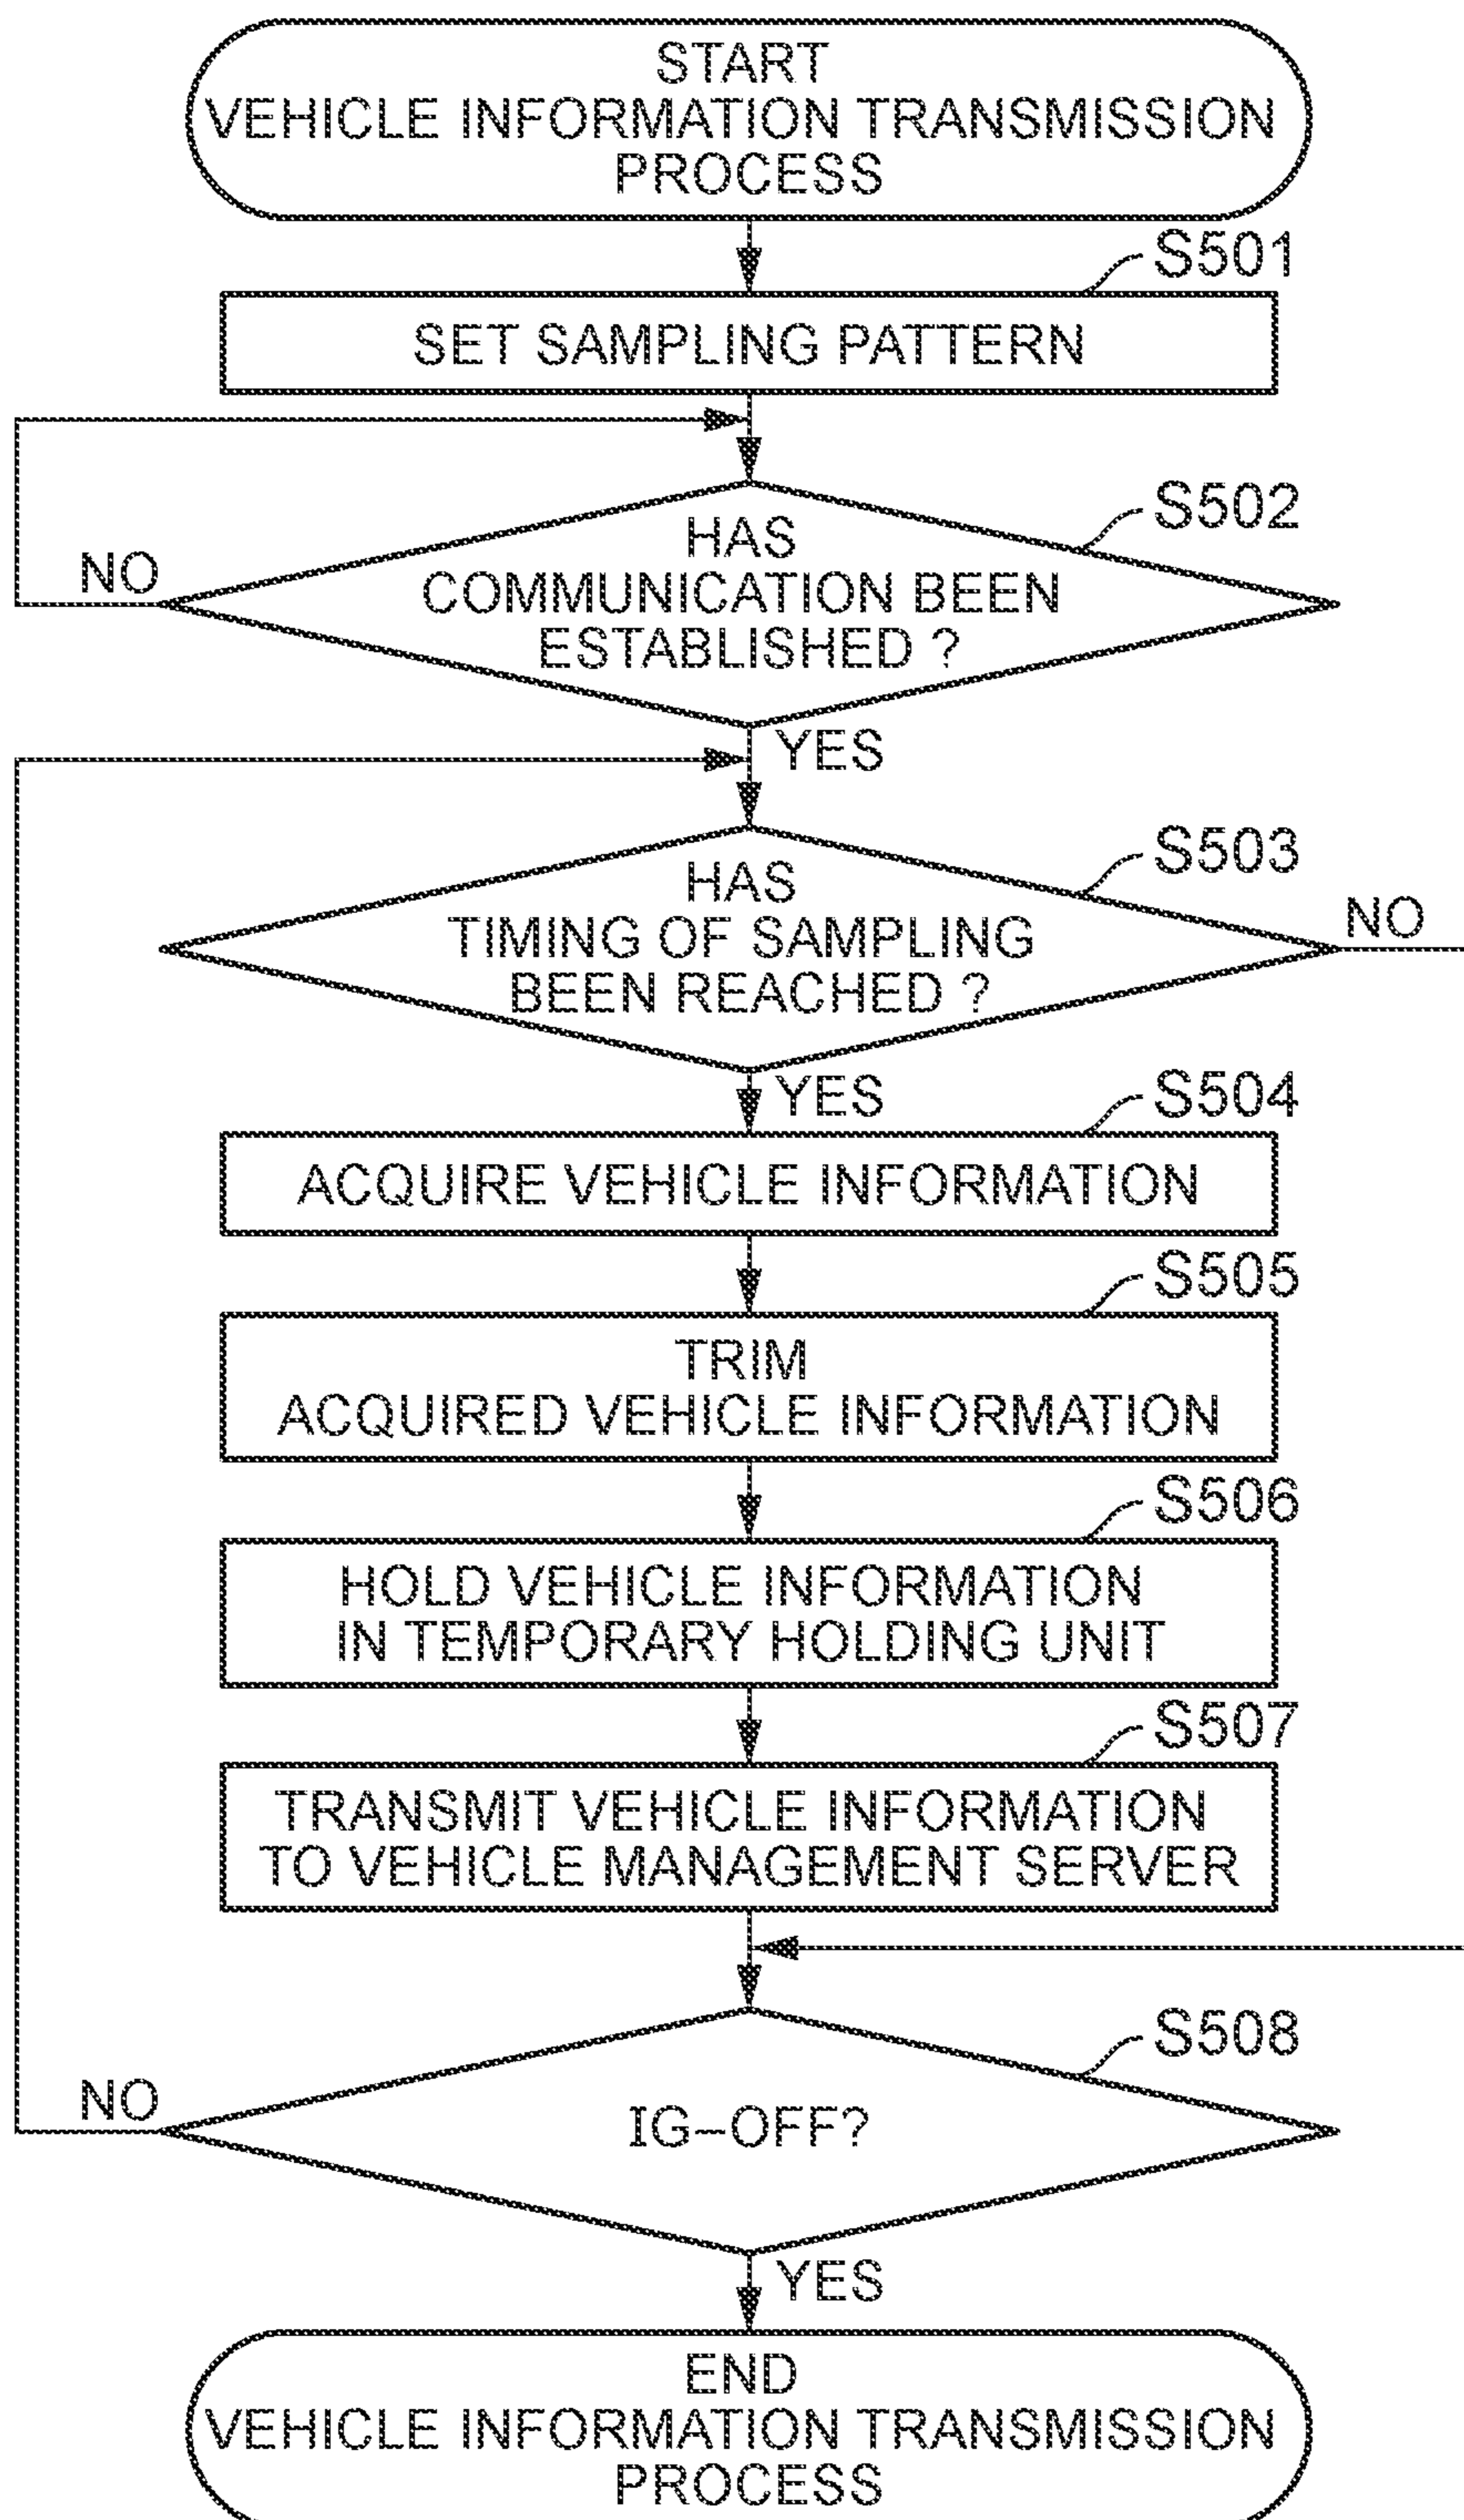 START
VEHICLE INFORMATION TRANSMISSION
PROCESS
S501
SET SAMPLING PATTERN
S502
HAS
COMMUNICATION BEEN
ESTABLISHED ?
NO
YES
S503
HAS
TIMING OF SAMPLING
BEEN REACHED ?
NO
YES
S504
ACQUIRE VEHICLE INFORMATION
S505
TRIM
ACQUIRED VEHICLE INFORMATION
S506
HOLD VEHICLE INFORMATION
IN TEMPORARY HOLDING UNIT
S507
TRANSMIT VEHICLE INFORMATION
TO VEHICLE MANAGEMENT SERVER
S508
NO
IG-OFF?
YES
END
VEHICLE INFORMATION TRANSMISSION
PROCESS